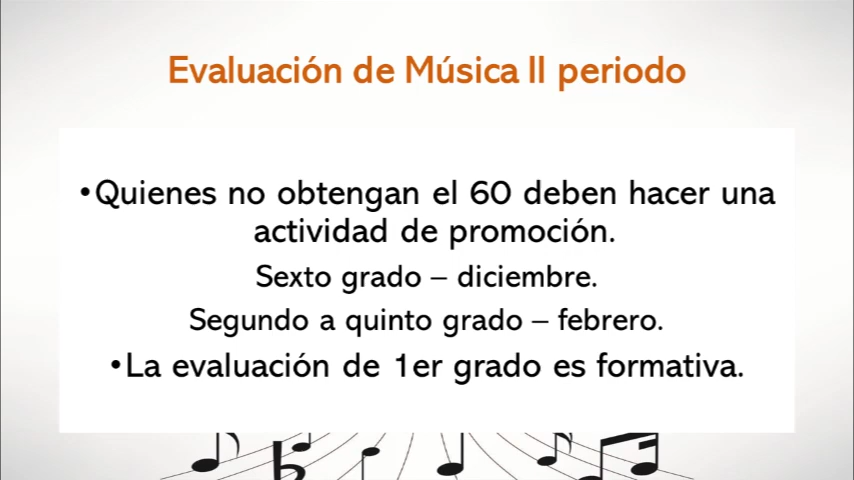 Evaluación de Música II periodo
•Quienes no obtengan el 60 deben hacer una
actividad de promoción.
Sexto grado – diciembre.
Segundo a quinto grado – febrero.
•La evaluación de 1er grado es formativa.